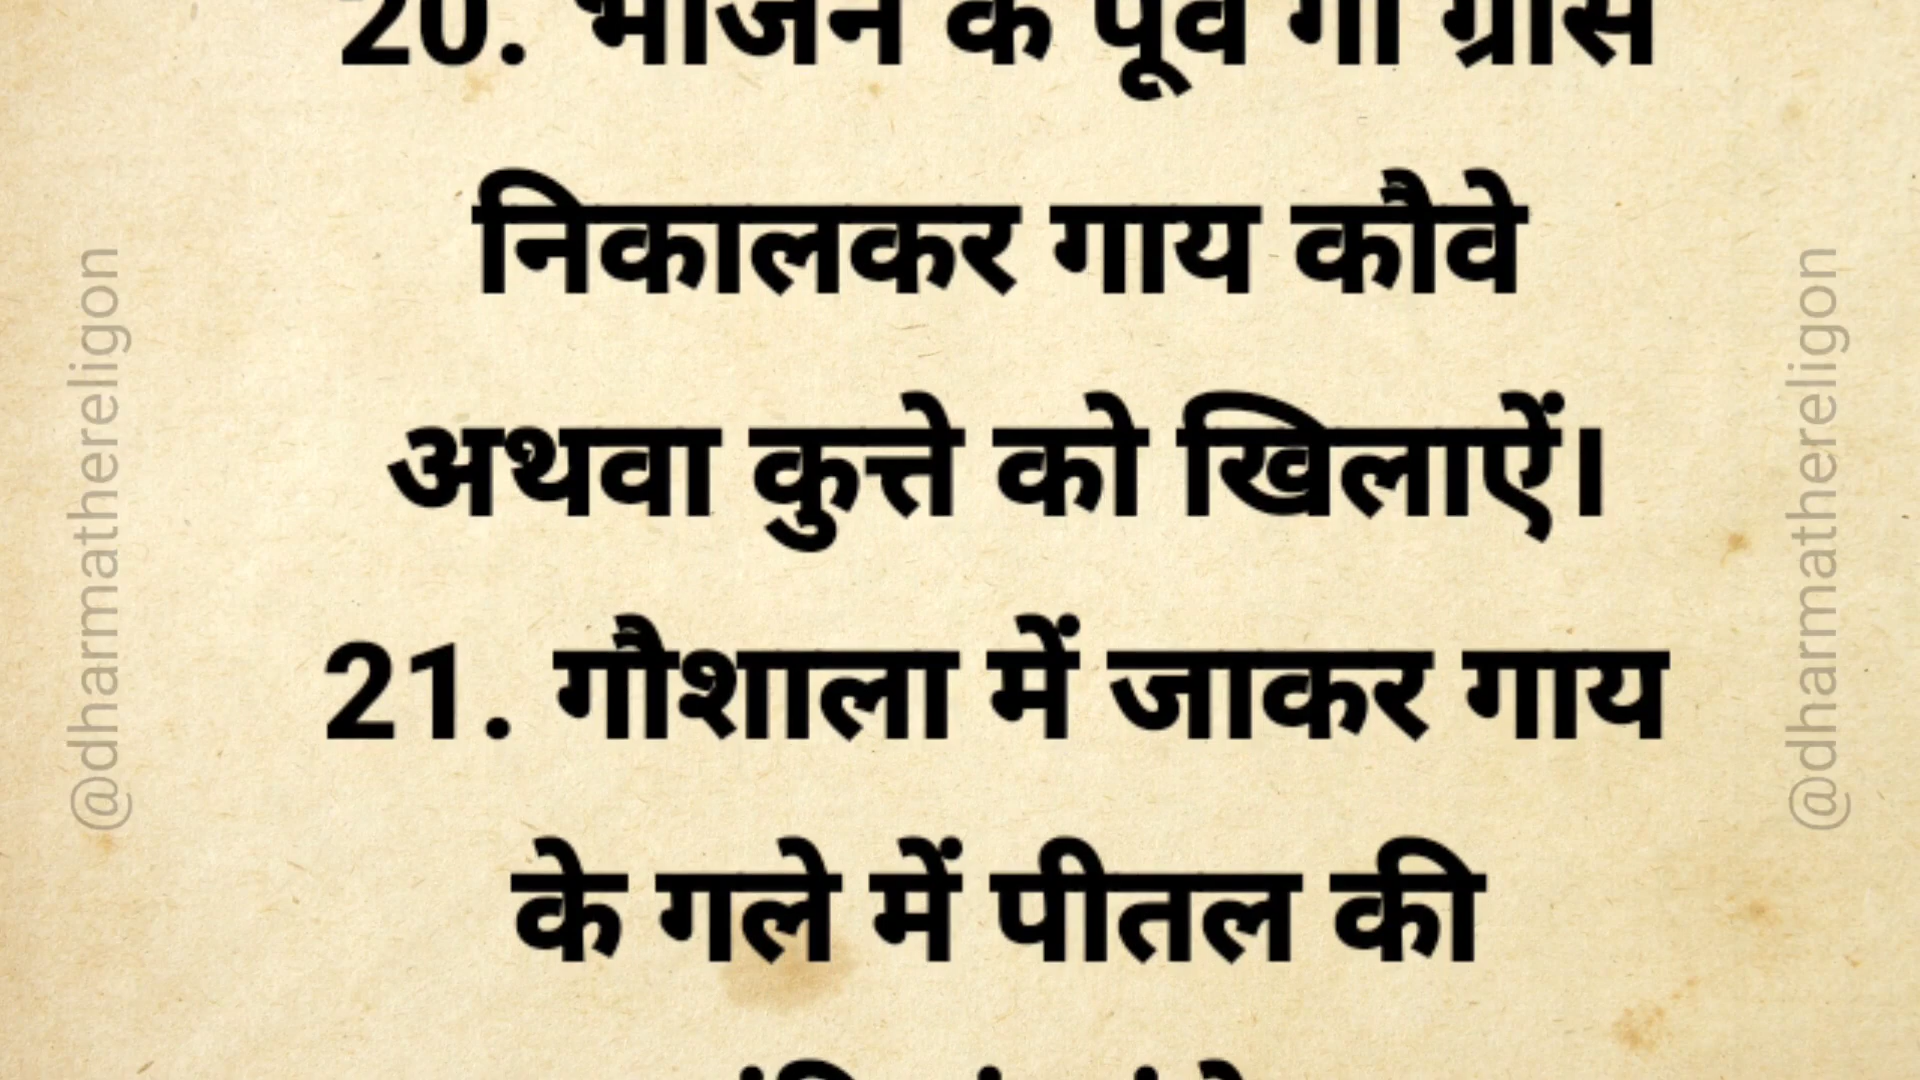 20. भोजन के पूर्व गौ ग्रास
निकालकर गाय कौवे
अथवा कुत्ते को खिलाऐं।
21. गौशाला में जाकर गाय
के गले में पीतल की
@dharmathereligon
@dharmathereligon